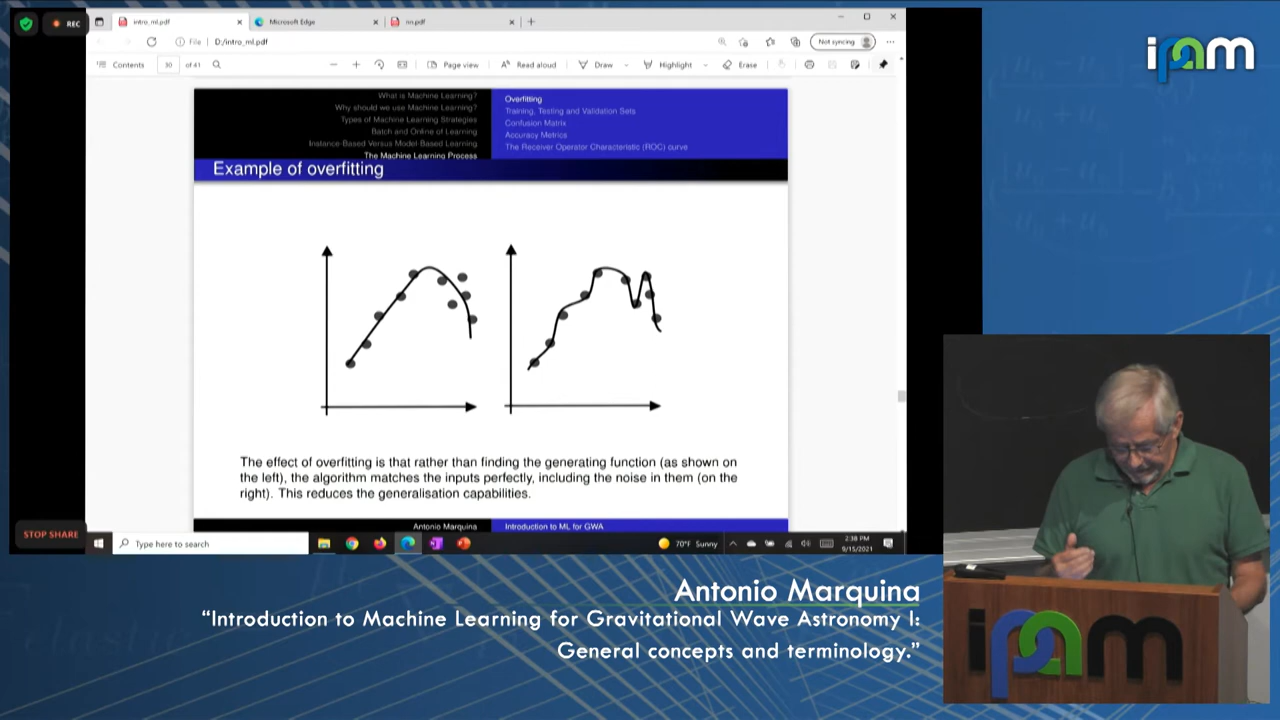 REC
intro_ml.pdf
Microsoft Edge
nn.pdf
File
D:/intro_ml.pdf
Not syncing
Contents
30
of 41
Page view
Read aloud
Draw
Highlight
Erase
What is Machine Learning?
Why should we use Machine Learning?
Types of Machine Learning Strategies
Batch and Online of Learning
Instance-Based Versus Model-Based Learning
The Machine Learning Process
Overfitting
Training, Testing and Validation Sets
Confusion Matrix
Accuracy Metrics
The Receiver Operator Characteristic (ROC) curve
Example of overfitting
The effect of overfitting is that rather than finding the generating function (as shown on
the left), the algorithm matches the inputs perfectly, including the noise in them (on the
right). This reduces the generalisation capabilities.
Antonio Marquina
Introduction to ML for GWA
STOP SHARE
Type here to search
70°F Sunny
2:38 PM
9/15/2021
ipam
ipam
Antonio Marquina
“Introduction to Machine Learning for Gravitational Wave Astronomy I:
General concepts and terminology.”